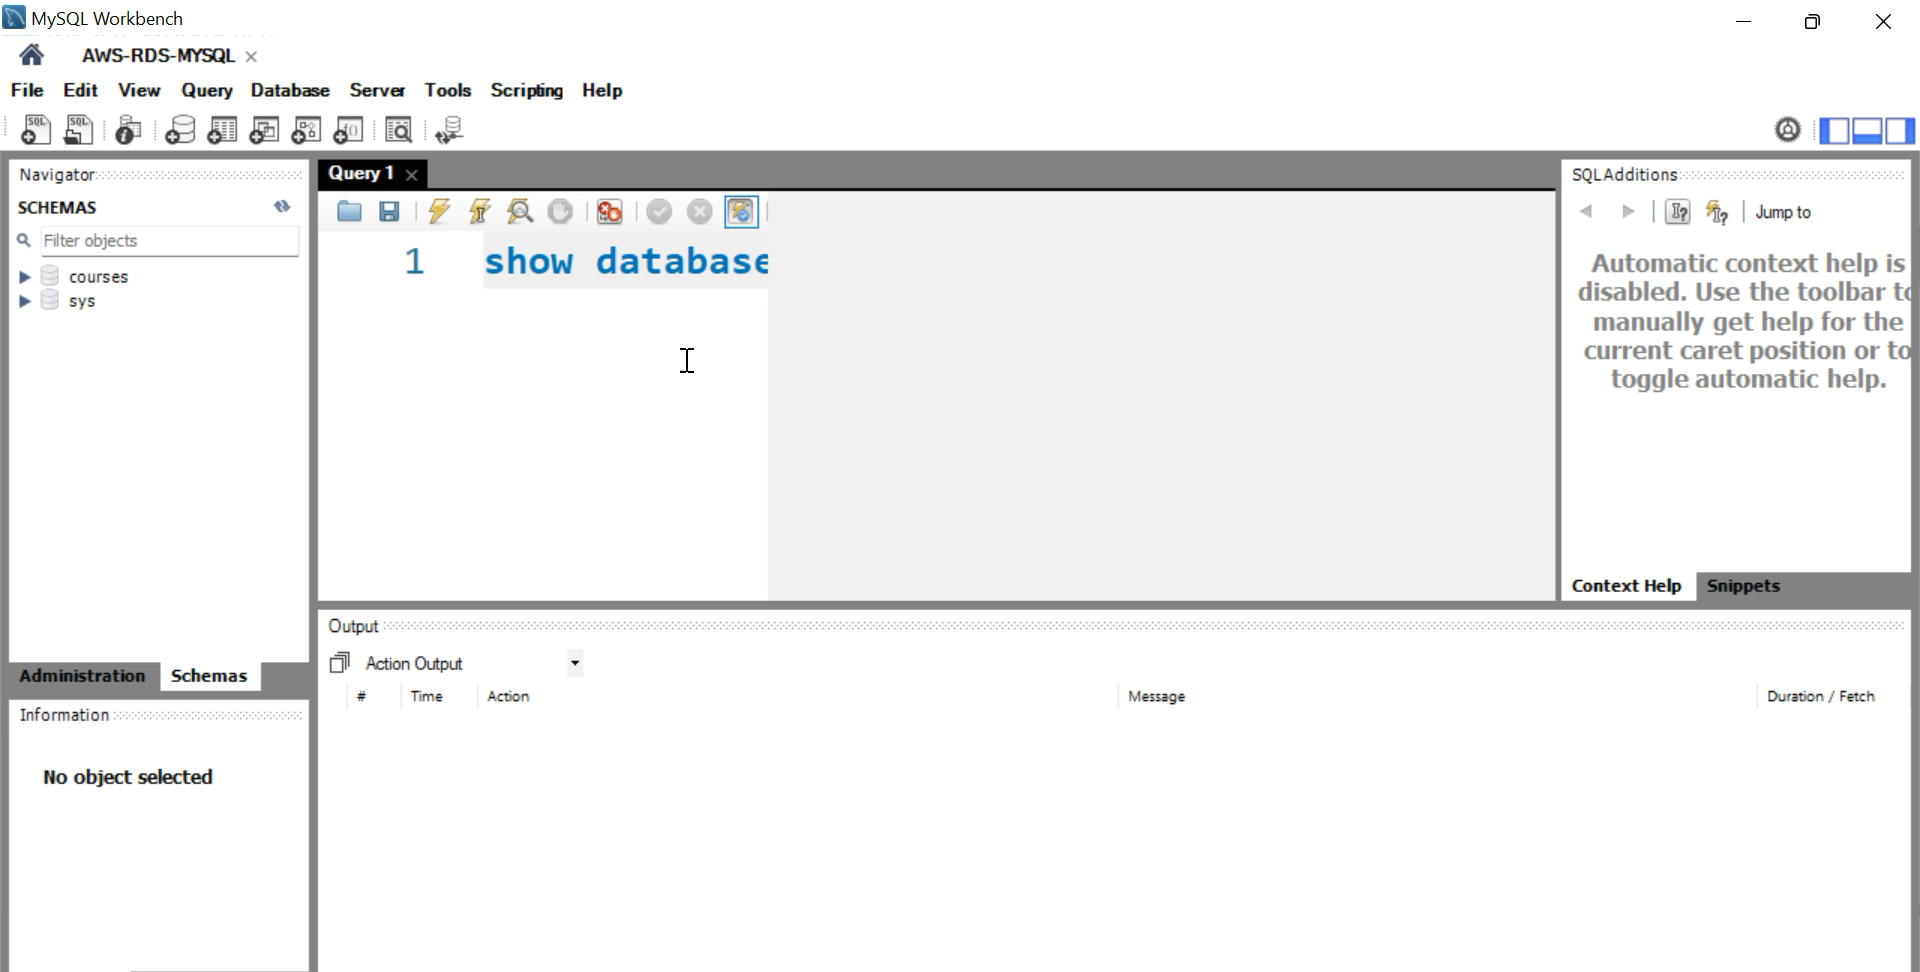 MySQL Workbench
AWS-RDS-MYSQL
File Edit View Query Database Server Tools Scripting Help
Navigator
SCHEMAS
Filter objects
courses
sys
Administration Schemas
Information
No object selected
Query 1
1 show database
SQLAdditions
Jump to
Automatic context help is
disabled. Use the toolbar to
manually get help for the
current caret position or to
toggle automatic help.
Context Help Snippets
Output
Action Output
# Time Action Message Duration / Fetch